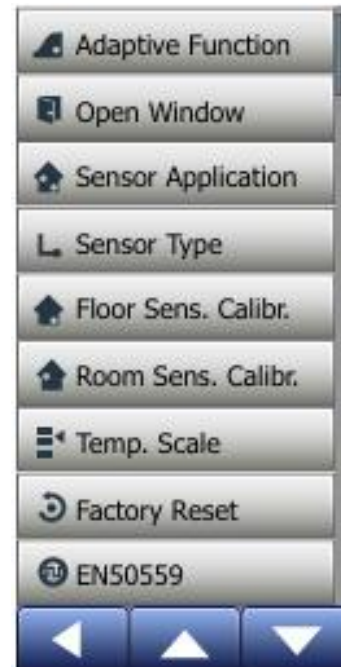 Adaptive Function
Open Window
Sensor Application
Sensor Type
Floor Sens. Calibr.
Room Sens. Calibr.
Temp. Scale
Factory Reset
EN50559